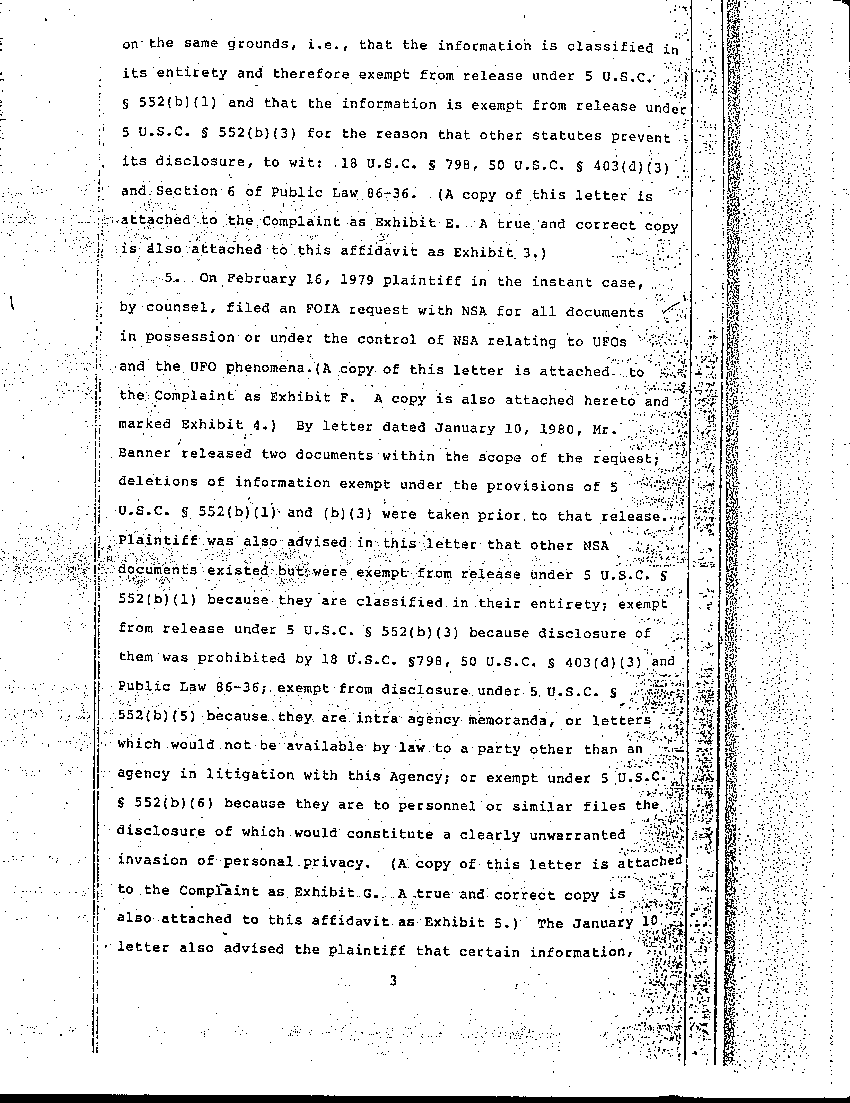 on the same grounds, i.e., that the information is classified in
its entirety and therefore exempt from release under 5 U.S.C.
§ 552(b)(1) and that the information is exempt from release under
5 U.S.C. § 552(b)(3) for the reason that other statutes prevent
its disclosure, to wit: 18 U.S.C. § 798, 50 U.S.C. § 403(d)(3)
and Section 6 of Public Law 86-36. (A copy of this letter is
attached to the Complaint as Exhibit E. A true and correct copy
is also attached to this affidavit as Exhibit 3.)
5. On February 16, 1979 plaintiff in the instant case,
by counsel, filed an FOIA request with NSA for all documents
in possession or under the control of NSA relating to UFOs
and the UFO phenomena.(A copy of this letter is attached to
the Complaint as Exhibit F. A copy is also attached hereto and
marked Exhibit 4.) By letter dated January 10, 1980, Mr.
Banner released two documents within the scope of the request;
deletions of information exempt under the provisions of 5
U.S.C. § 552(b)(1) and (b)(3) were taken prior to that release.
Plaintiff was also advised in this letter that other NSA
documents existed but were exempt from release under 5 U.S.C. §
552(b)(1) because they are classified in their entirety; exempt
from release under 5 U.S.C. § 552(b)(3) because disclosure of
them was prohibited by 18 U.S.C. §798, 50 U.S.C. § 403(d)(3) and
Public Law 86-36; exempt from disclosure under 5 U.S.C. §
552(b)(5) because they are intra agency memoranda, or letters
which would not be available by law to a party other than an
agency in litigation with this Agency; or exempt under 5 U.S.C.
§ 552(b)(6) because they are to personnel or similar files the
disclosure of which would constitute a clearly unwarranted
invasion of personal privacy. (A copy of this letter is attached
to the Complaint as Exhibit G. A true and correct copy is
also attached to this affidavit as Exhibit 5.) The January 10
letter also advised the plaintiff that certain information,
3